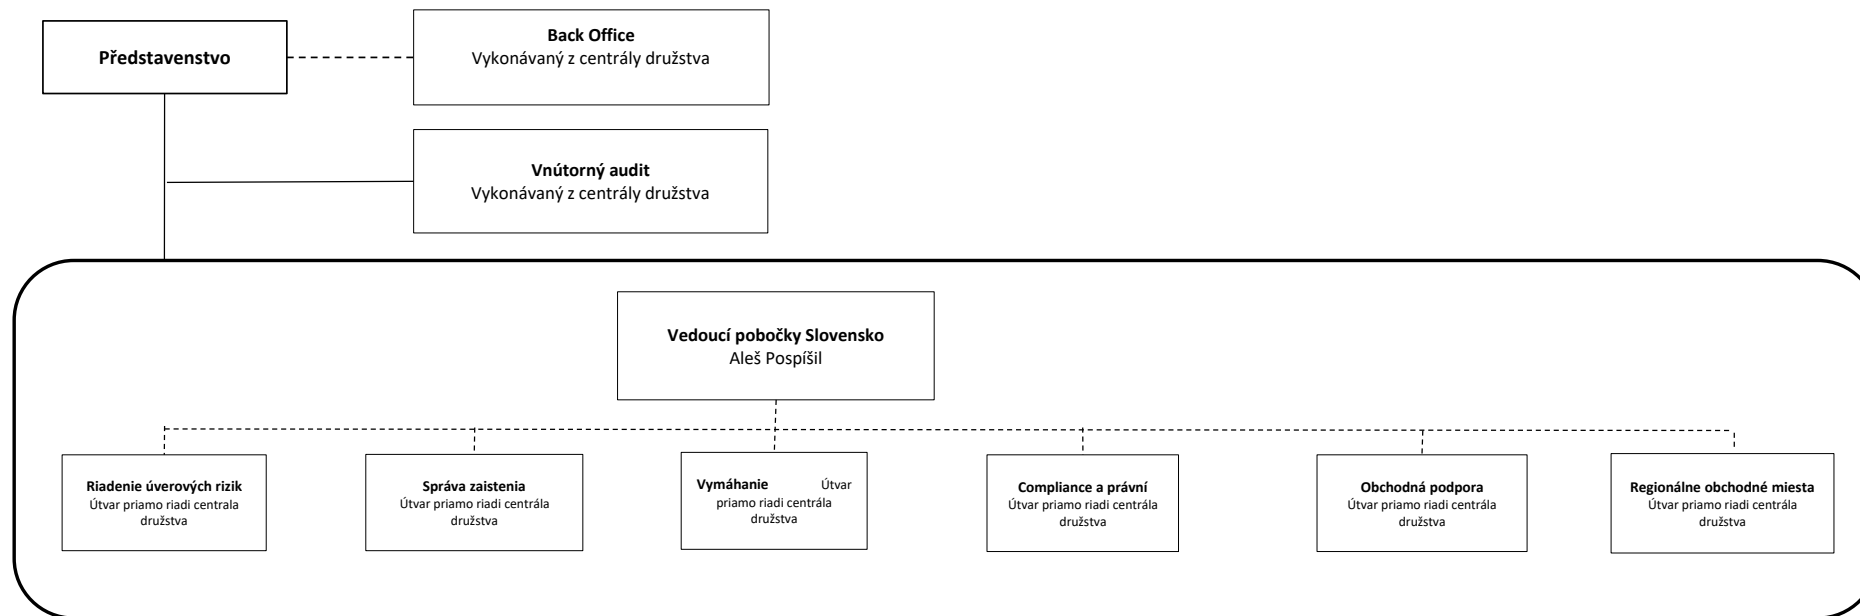 Představenstvo
Back Office
Vykonávaný z centrály družstva
Vnútorný audit
Vykonávaný z centrály družstva
Vedoucí pobočky Slovensko
Aleš Pospíšil
Riadenie úverových rizik
Útvar priamo riadi centrala
družstva
Správa zaistenia
Útvar priamo riadi centrála
družstva
Vymáhanie Útvar
priamo riadi centrála
družstva
Compliance a právní
Útvar priamo riadi centrála
družstva
Obchodná podpora
Útvar priamo riadi centrála
družstva
Regionálne obchodné miesta
Útvar priamo riadi centrála
družstva